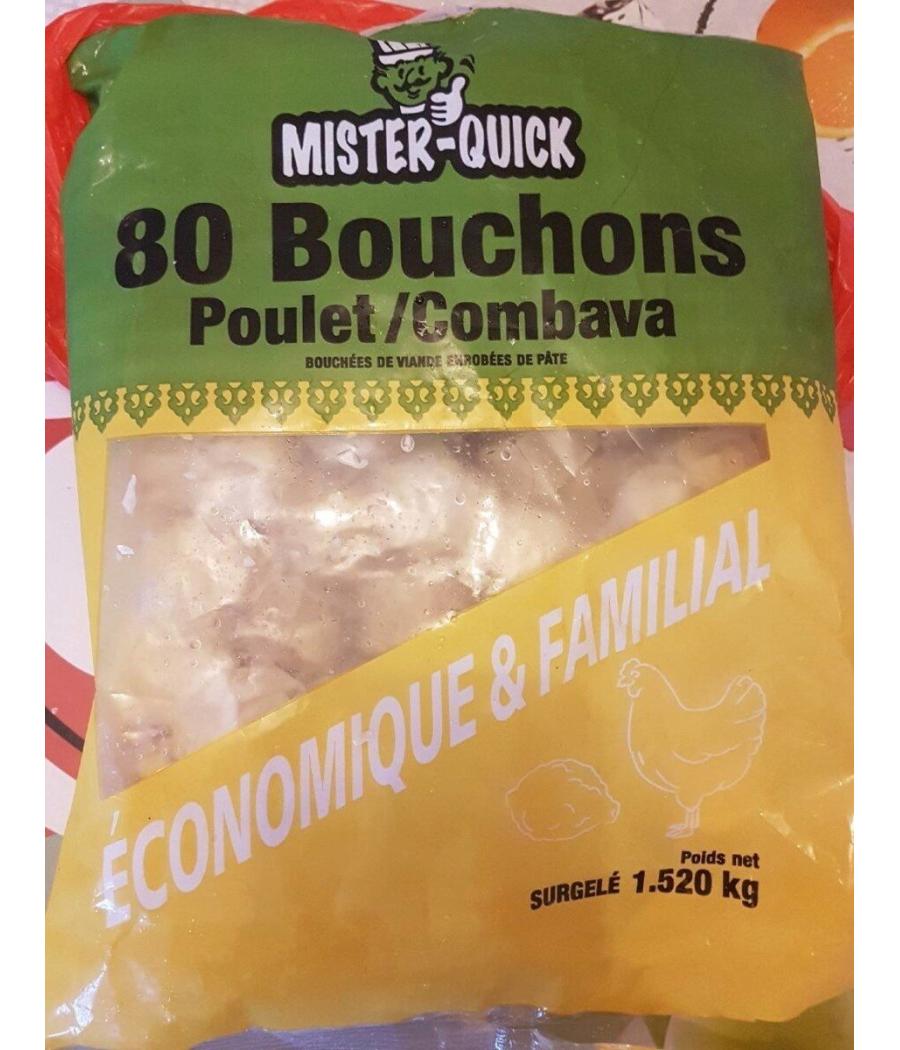 MISTER-QUICK
80 Bouchons
Poulet/Combava
BOUCHÉES DE VIANDE ENROBÉES DE PÂTE
ÉCONOMIQUE & FAMILIAL
Poids net
SURGELÉ 1.520 kg